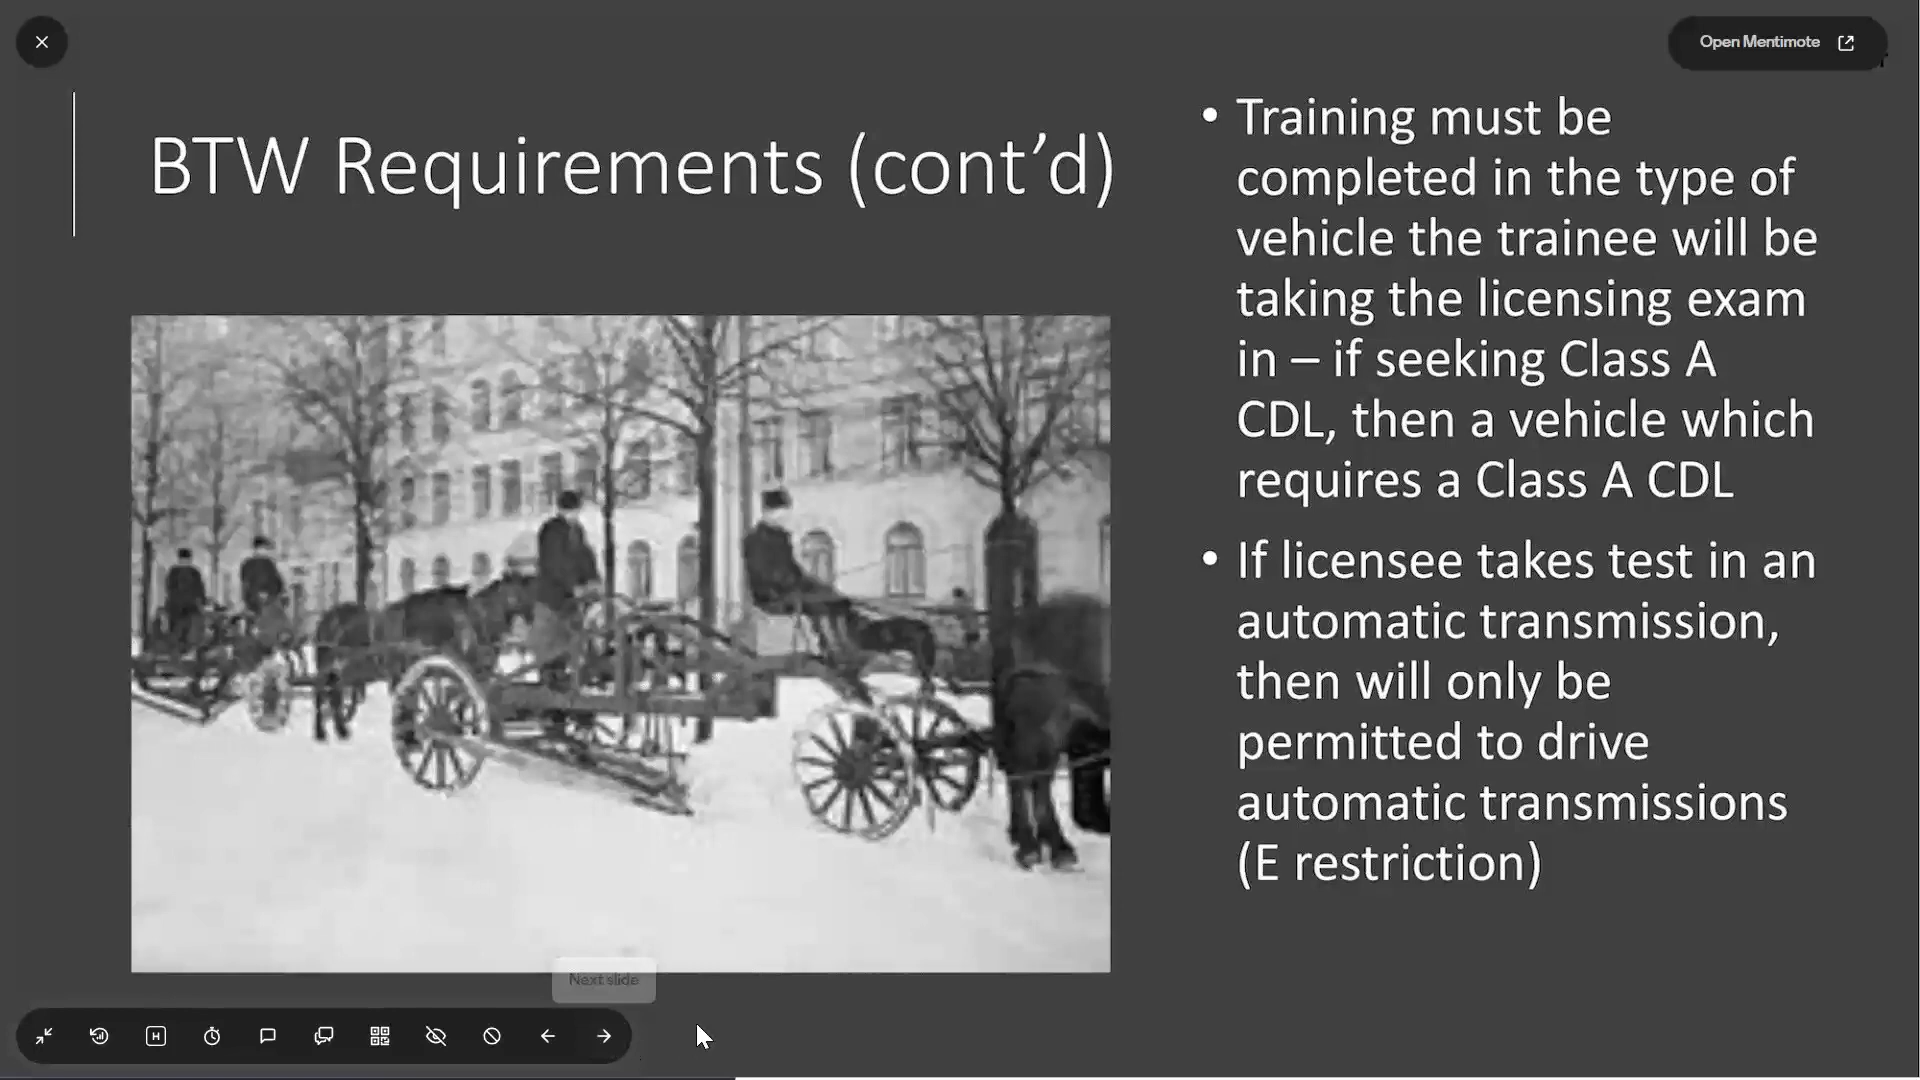 Open Mentimote
BTW Requirements (cont’d)
• Training must be
completed in the type of
vehicle the trainee will be
taking the licensing exam
in – if seeking Class A
CDL, then a vehicle which
requires a Class A CDL
• If licensee takes test in an
automatic transmission,
then will only be
permitted to drive
automatic transmissions
(E restriction)
Next slide
H